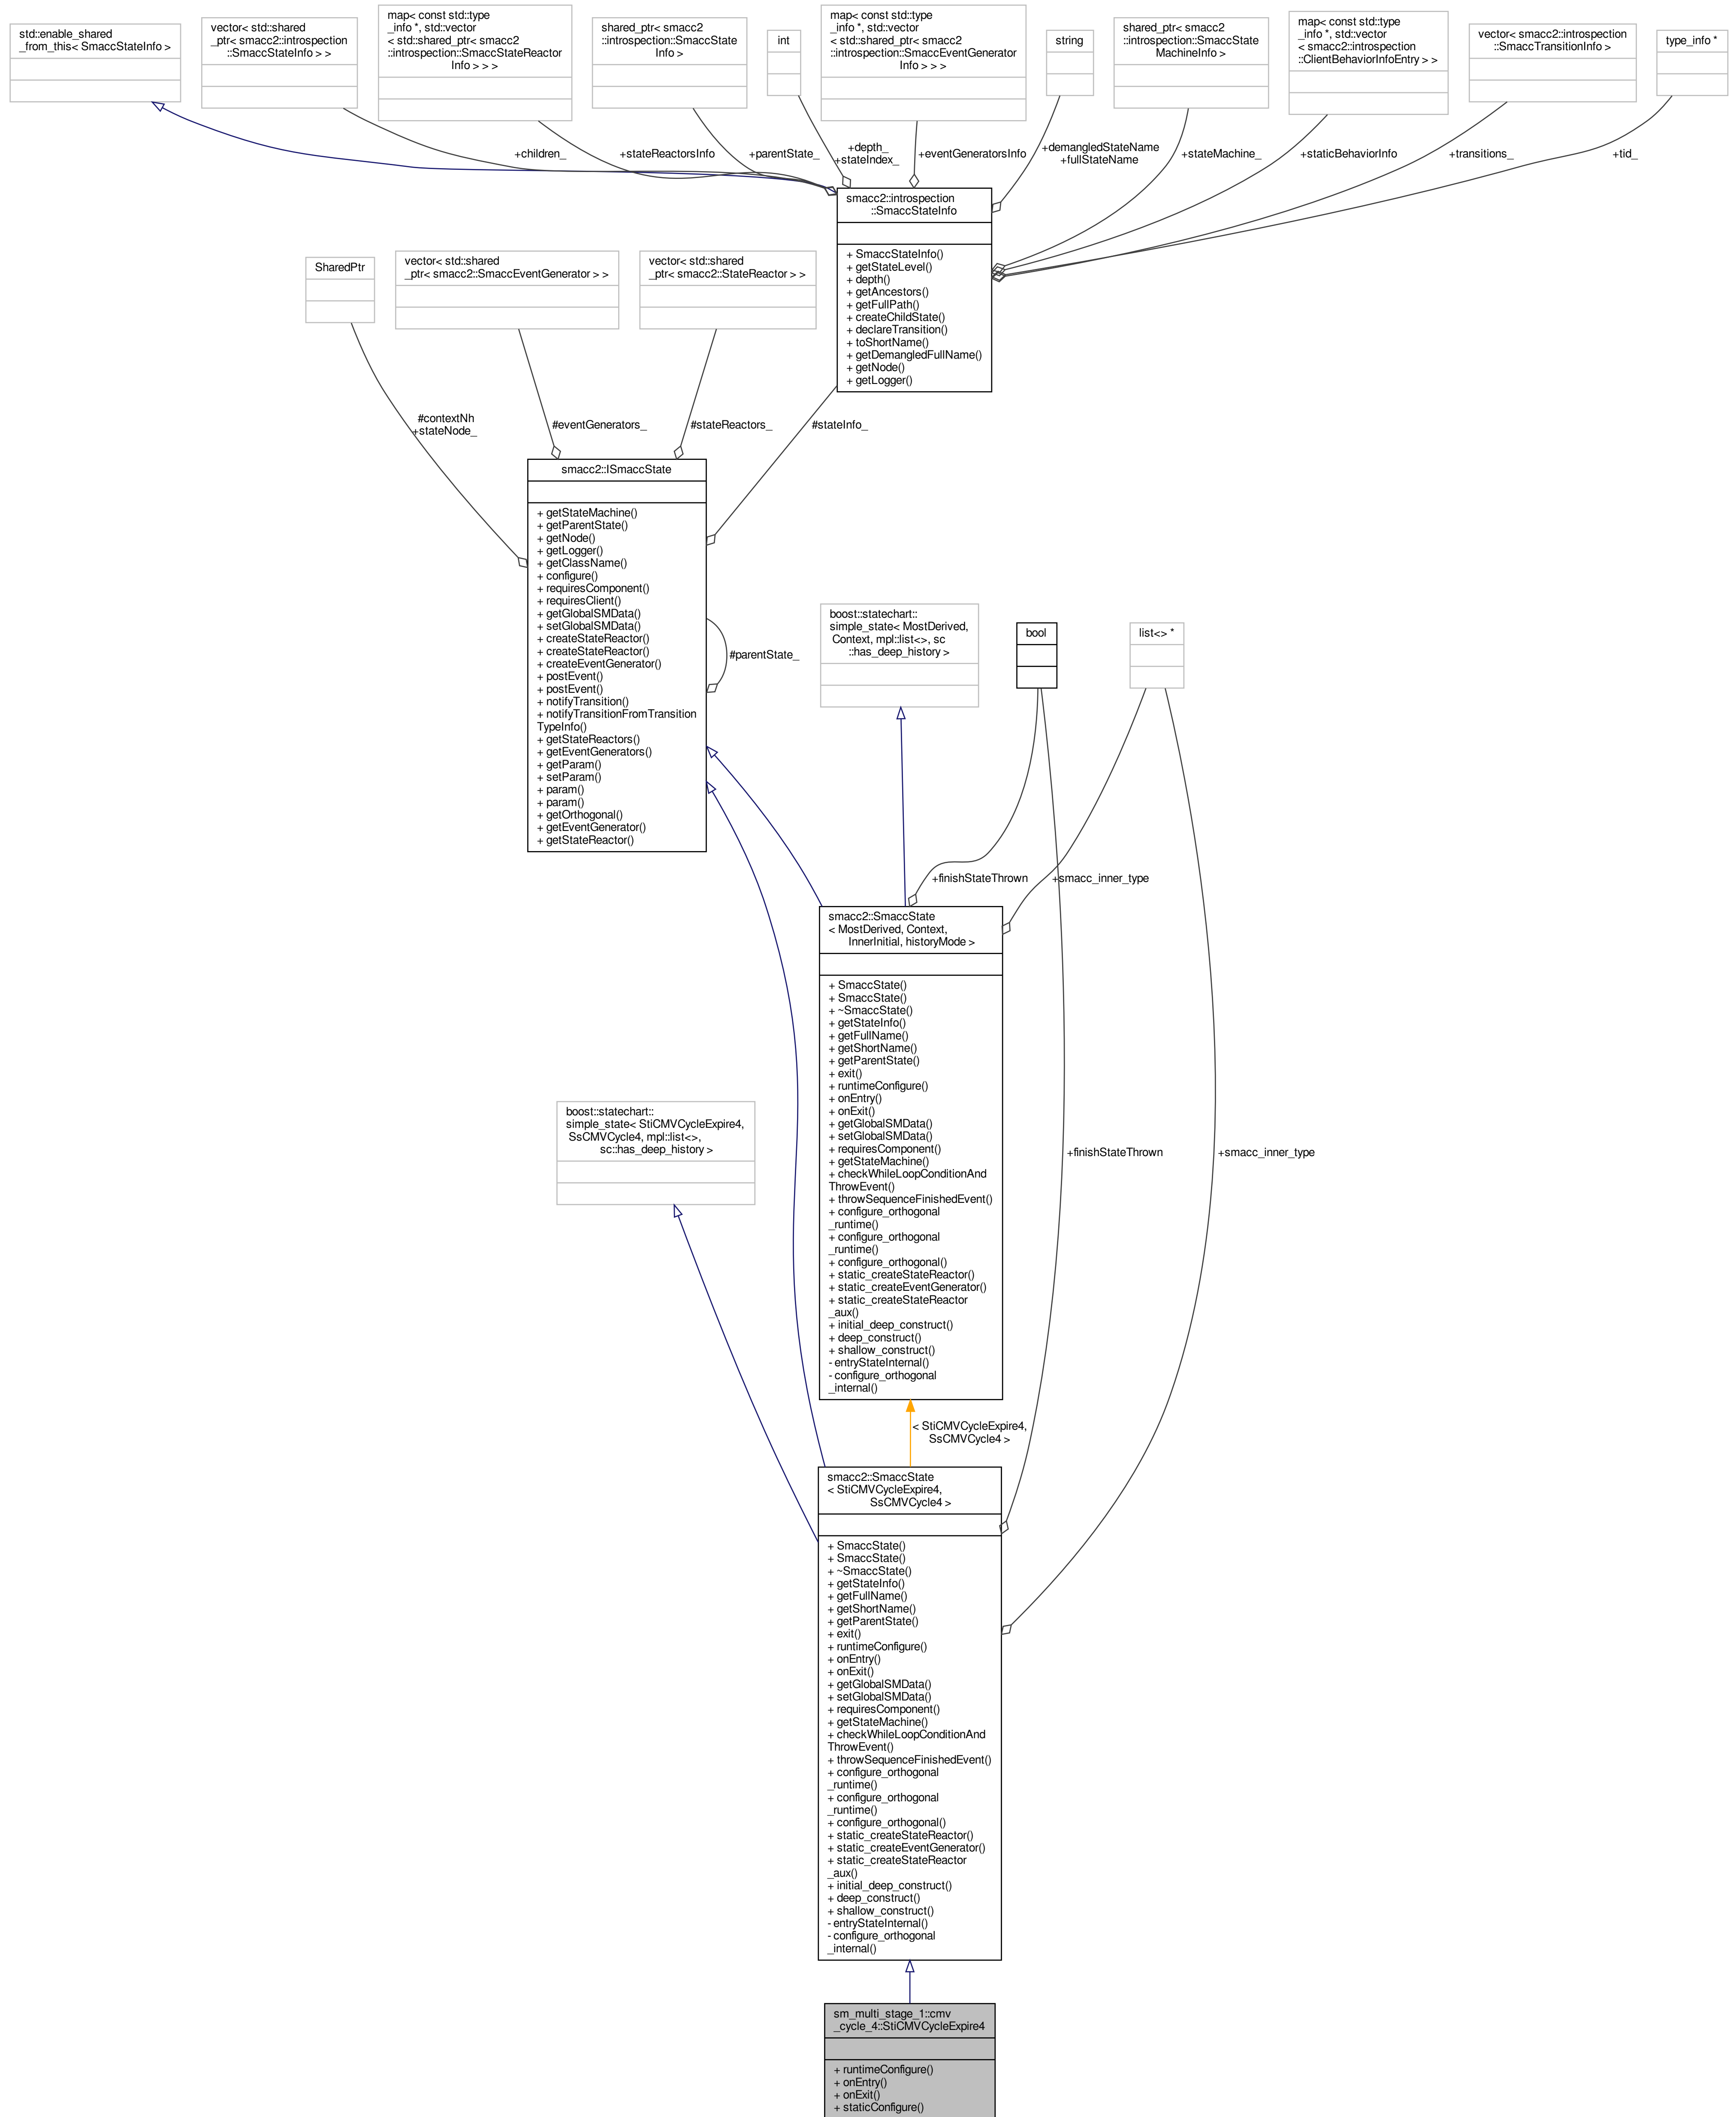 std::enable_shared
_from_this< SmaccStateInfo >
vector< std::shared
_ptr< smacc2::introspection
::SmaccStateInfo > >
map< const std::type
_info *, std::vector
< std::shared_ptr< smacc2
::introspection::SmaccStateReactor
Info > > >
shared_ptr< smacc2
::introspection::SmaccState
Info >
int
map< const std::type
_info *, std::vector
< std::shared_ptr< smacc2
::introspection::SmaccEventGenerator
Info > > >
string
shared_ptr< smacc2
::introspection::SmaccState
MachineInfo >
map< const std::type
_info *, std::vector
< smacc2::introspection
::ClientBehaviorInfoEntry > >
vector< smacc2::introspection
::SmaccTransitionInfo >
type_info *
+children_
+stateReactorsInfo
+parentState_
+depth_
+stateIndex_
+eventGeneratorsInfo
+demangledStateName
+fullStateName
+stateMachine_
+staticBehaviorInfo
+transitions_
+tid_
smacc2::introspection
::SmaccStateInfo
+ SmaccStateInfo()
+ getStateLevel()
+ depth()
+ getAncestors()
+ getFullPath()
+ createChildState()
+ declareTransition()
+ toShortName()
+ getDemangledFullName()
+ getNode()
+ getLogger()
SharedPtr
vector< std::shared
_ptr< smacc2::SmaccEventGenerator > >
vector< std::shared
_ptr< smacc2::StateReactor > >
#contextNh
+stateNode_
#eventGenerators_
#stateReactors_
#stateInfo_
smacc2::ISmaccState
+ getStateMachine()
+ getParentState()
+ getNode()
+ getLogger()
+ getClassName()
+ configure()
+ requiresComponent()
+ requiresClient()
+ getGlobalSMData()
+ setGlobalSMData()
+ createStateReactor()
+ createStateReactor()
+ createEventGenerator()
+ postEvent()
+ postEvent()
+ notifyTransition()
+ notifyTransitionFromTransition
TypeInfo()
+ getStateReactors()
+ getEventGenerators()
+ getParam()
+ setParam()
+ param()
+ param()
+ getOrthogonal()
+ getEventGenerator()
+ getStateReactor()
#parentState_
boost::statechart::
simple_state< MostDerived,
Context, mpl::list<>, sc
::has_deep_history >
bool
list<> *
+finishStateThrown
+smacc_inner_type
smacc2::SmaccState
< MostDerived, Context,
InnerInitial, historyMode >
+ SmaccState()
+ SmaccState()
+ ~SmaccState()
+ getStateInfo()
+ getFullName()
+ getShortName()
+ getParentState()
+ exit()
+ runtimeConfigure()
+ onEntry()
+ onExit()
+ getGlobalSMData()
+ setGlobalSMData()
+ requiresComponent()
+ getStateMachine()
+ checkWhileLoopConditionAnd
ThrowEvent()
+ throwSequenceFinishedEvent()
+ configure_orthogonal
_runtime()
+ configure_orthogonal
_runtime()
+ configure_orthogonal()
+ static_createStateReactor()
+ static_createEventGenerator()
+ static_createStateReactor
_aux()
+ initial_deep_construct()
+ deep_construct()
+ shallow_construct()
- entryStateInternal()
- configure_orthogonal
_internal()
boost::statechart::
simple_state< StiCMVCycleExpire4,
SsCMVCycle4, mpl::list<>,
sc::has_deep_history >
+finishStateThrown
+smacc_inner_type
< StiCMVCycleExpire4,
SsCMVCycle4 >
smacc2::SmaccState
< StiCMVCycleExpire4,
SsCMVCycle4 >
+ SmaccState()
+ SmaccState()
+ ~SmaccState()
+ getStateInfo()
+ getFullName()
+ getShortName()
+ getParentState()
+ exit()
+ runtimeConfigure()
+ onEntry()
+ onExit()
+ getGlobalSMData()
+ setGlobalSMData()
+ requiresComponent()
+ getStateMachine()
+ checkWhileLoopConditionAnd
ThrowEvent()
+ throwSequenceFinishedEvent()
+ configure_orthogonal
_runtime()
+ configure_orthogonal
_runtime()
+ configure_orthogonal()
+ static_createStateReactor()
+ static_createEventGenerator()
+ static_createStateReactor
_aux()
+ initial_deep_construct()
+ deep_construct()
+ shallow_construct()
- entryStateInternal()
- configure_orthogonal
_internal()
sm_multi_stage_1::cmv
_cycle_4::StiCMVCycleExpire4
+ runtimeConfigure()
+ onEntry()
+ onExit()
+ staticConfigure()